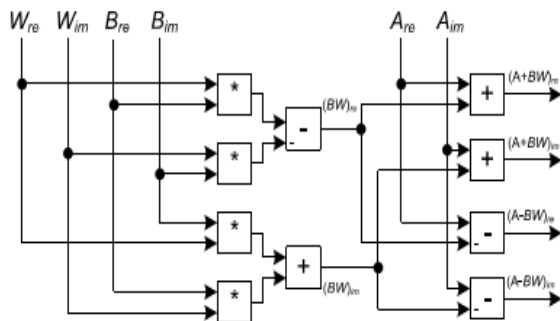 Wre Wim Bre Bim Are Aim
* (A+BW)re
(BW)re +
-
-
* (A+BW)im
+
* (A-BW)re
-
-
+
(BW)im
* (A-BW)im
-
-